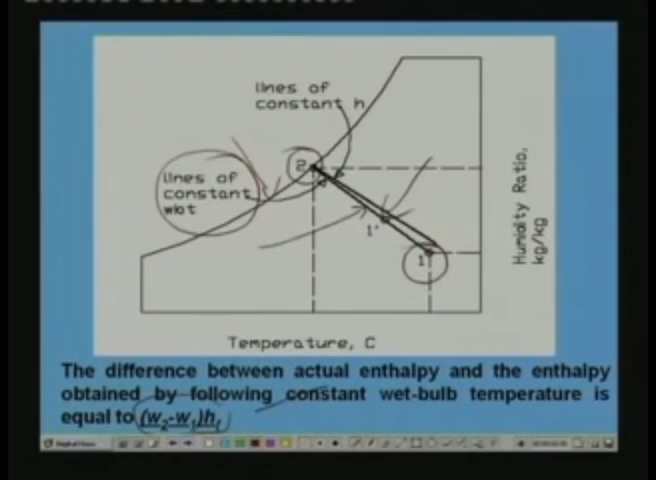 lines of
constant h
2
lines of
constant
wbt
1'
1
Humidity Ratio,
kg/kg
Temperature, C
The difference between actual enthalpy and the enthalpy
obtained by following constant wet-bulb temperature is
equal to (w2-w1)hf